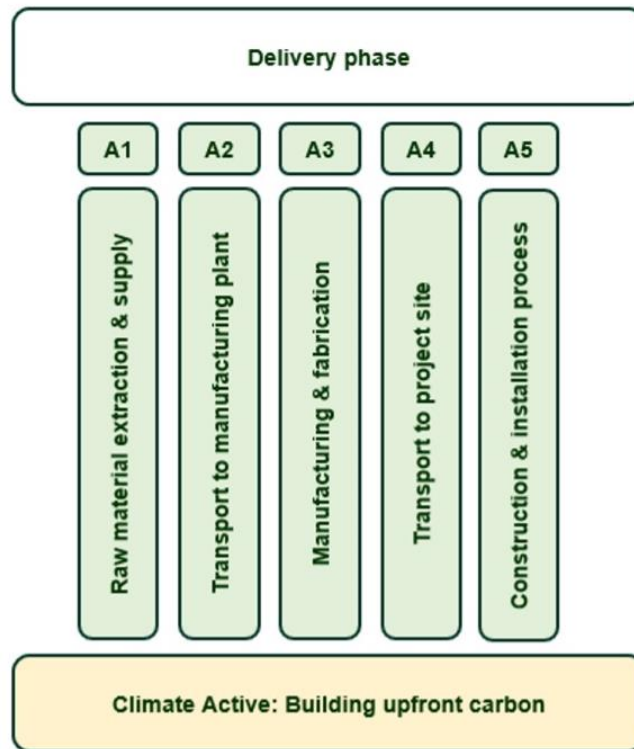 Delivery phase
A1
A2
A3
A4
A5
Raw material extraction & supply
Transport to manufacturing plant
Manufacturing & fabrication
Transport to project site
Construction & installation process
Climate Active: Building upfront carbon